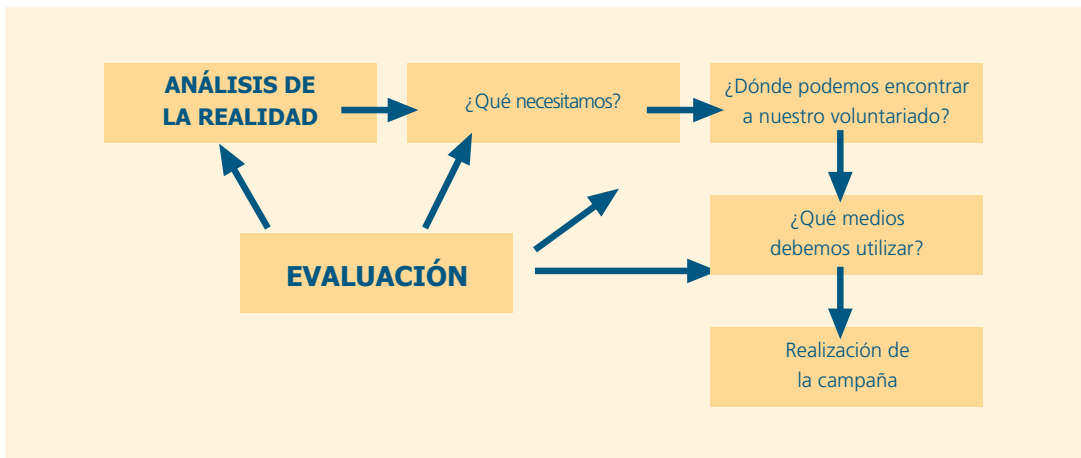 ANÁLISIS DE
LA REALIDAD
¿Qué necesitamos?
¿Dónde podemos encontrar
a nuestro voluntariado?
¿Qué medios
debemos utilizar?
EVALUACIÓN
Realización de
la campaña